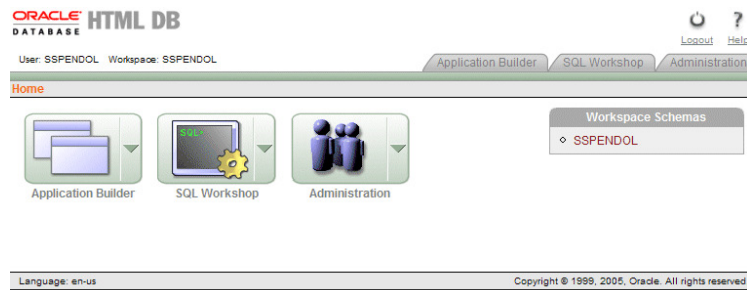 ORACLE HTML DB
DATABASE
Logout Help
User: SSPENDOL Workspace: SSPENDOL
Application Builder SQL Workshop Administration
Home
SQL>
Application Builder SQL Workshop Administration
Workspace Schemas
SSPENDOL
Language: en-us Copyright © 1999, 2005, Oracle. All rights reserved